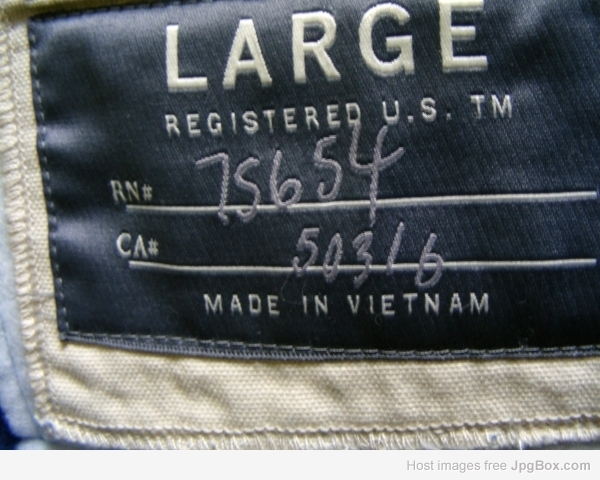 LARGE
REGISTERED U.S. TM
RN# 75654
CA# 50316
MADE IN VIETNAM
Host images free JpgBox.com